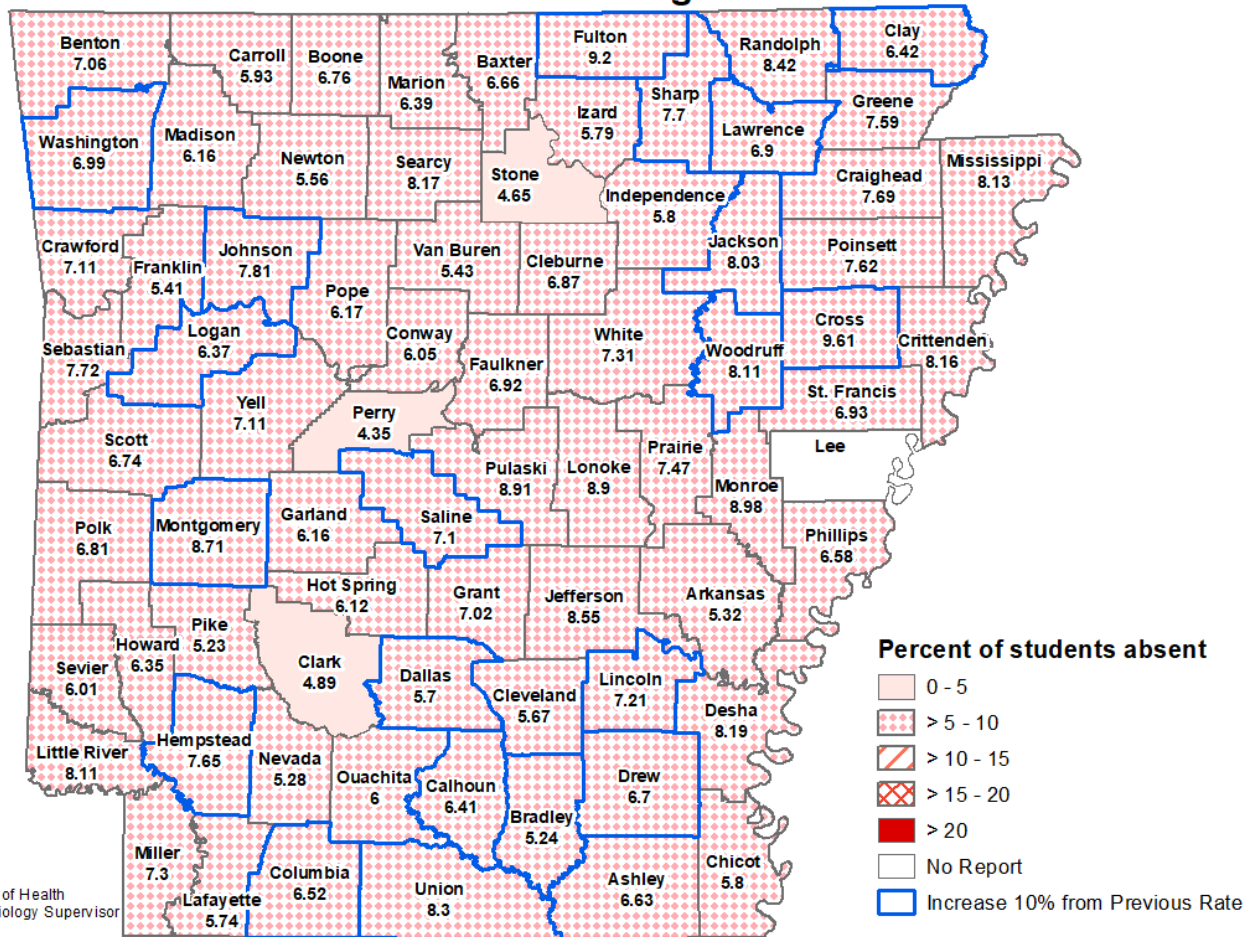 Benton
7.06
Carroll
5.93
Boone
6.76
Marion
6.39
Baxter
6.66
Fulton
9.2
Randolph
8.42
Clay
6.42
Washington
6.99
Madison
6.16
Newton
5.56
Searcy
8.17
Stone
4.65
Izard
5.79
Sharp
7.7
Lawrence
6.9
Greene
7.59
Independence
5.8
Craighead
7.69
Mississippi
8.13
Crawford
7.11
Franklin
5.41
Johnson
7.81
Pope
6.17
Van Buren
5.43
Cleburne
6.87
Jackson
8.03
Poinsett
7.62
Sebastian
7.72
Logan
6.37
Conway
6.05
Faulkner
6.92
White
7.31
Woodruff
8.11
Cross
9.61
Crittenden
8.16
Scott
6.74
Yell
7.11
Perry
4.35
Pulaski
8.91
Lonoke
8.9
Prairie
7.47
Monroe
8.98
St. Francis
6.93
Lee
Polk
6.81
Montgomery
8.71
Garland
6.16
Saline
7.1
Phillips
6.58
Hot Spring
6.12
Grant
7.02
Jefferson
8.55
Arkansas
5.32
Sevier
6.01
Howard
6.35
Pike
5.23
Clark
4.89
Dallas
5.7
Cleveland
5.67
Lincoln
7.21
Desha
8.19
Little River
8.11
Hempstead
7.65
Nevada
5.28
Ouachita
6
Calhoun
6.41
Bradley
5.24
Drew
6.7
Miller
7.3
Lafayette
5.74
Columbia
6.52
Union
8.3
Ashley
6.63
Chicot
5.8
Percent of students absent
0 - 5
> 5 - 10
> 10 - 15
> 15 - 20
> 20
No Report
Increase 10% from Previous Rate
of Health
iology Supervisor